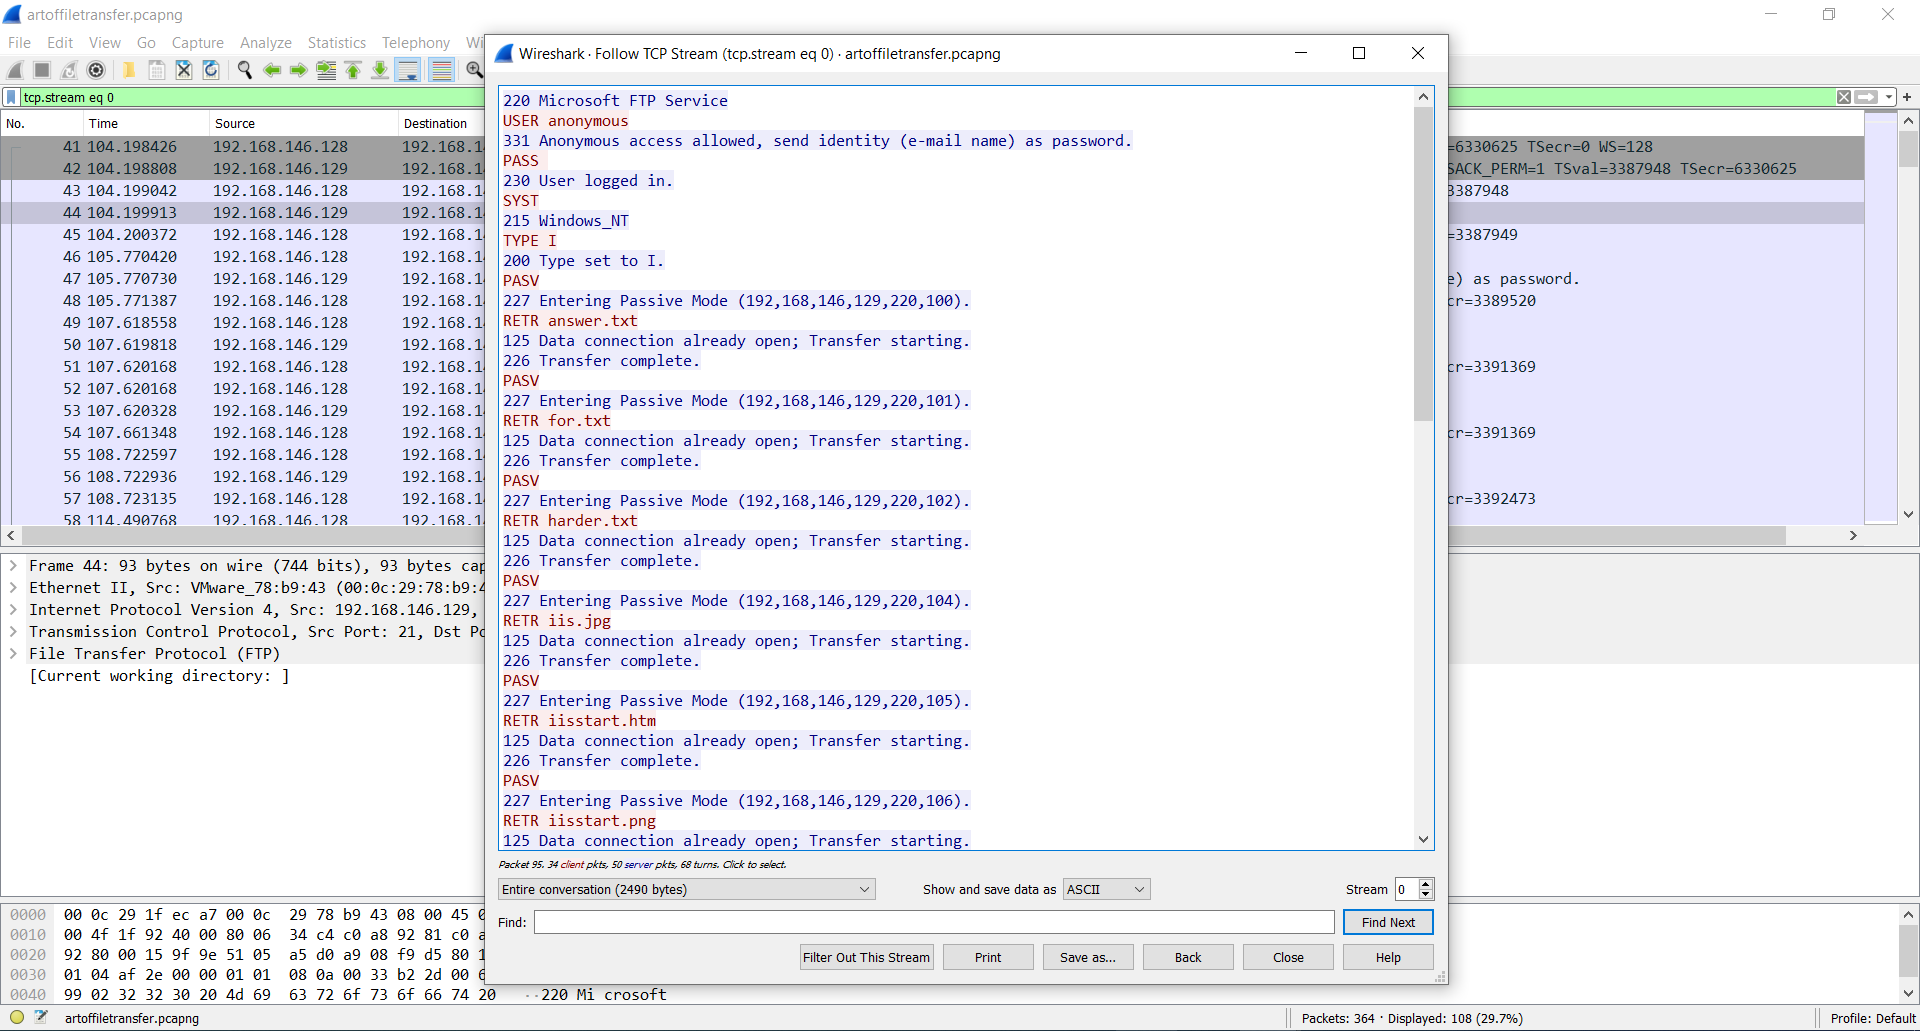 artoffiletransfer.pcapng
File Edit View Go Capture Analyze Statistics Telephony Wi
tcp.stream eq 0
No. Time Source Destination
41 104.198426 192.168.146.128 192.168.1 =6330625 TSecr=0 WS=128
42 104.198808 192.168.146.129 192.168.1 SACK_PERM=1 TSval=3387948 TSecr=6330625
43 104.199042 192.168.146.128 192.168.1 3387948
44 104.199913 192.168.146.129 192.168.1
45 104.200372 192.168.146.128 192.168.1 =3387949
46 105.770420 192.168.146.128 192.168.1
47 105.770730 192.168.146.129 192.168.1 e) as password.
48 105.771387 192.168.146.128 192.168.1 cr=3389520
49 107.618558 192.168.146.128 192.168.1
50 107.619818 192.168.146.129 192.168.1
51 107.620168 192.168.146.128 192.168.1 cr=3391369
52 107.620168 192.168.146.128 192.168.1
53 107.620328 192.168.146.129 192.168.1
54 107.661348 192.168.146.128 192.168.1 cr=3391369
55 108.722597 192.168.146.128 192.168.1
56 108.722936 192.168.146.129 192.168.1
57 108.723135 192.168.146.128 192.168.1 cr=3392473
58 114.490768 192.168.146.128 192.168.1
Frame 44: 93 bytes on wire (744 bits), 93 bytes cap
Ethernet II, Src: VMware_78:b9:43 (00:0c:29:78:b9:4
Internet Protocol Version 4, Src: 192.168.146.129,
Transmission Control Protocol, Src Port: 21, Dst Po
File Transfer Protocol (FTP)
[Current working directory: ]
0000 00 0c 29 1f ec a7 00 0c 29 78 b9 43 08 00 45 0
0010 00 4f 1f 92 40 00 80 06 34 c4 c0 a8 92 81 c0 a
0020 92 80 00 15 9f 9e 51 05 a5 d0 a9 08 f9 d5 80 1
0030 01 04 af 2e 00 00 01 01 08 0a 00 33 b2 2d 00 6
0040 99 02 32 32 30 20 4d 69 63 72 6f 73 6f 66 74 20 ··220 Mi crosoft
Wireshark · Follow TCP Stream (tcp.stream eq 0) · artoffiletransfer.pcapng
220 Microsoft FTP Service
USER anonymous
331 Anonymous access allowed, send identity (e-mail name) as password.
PASS
230 User logged in.
SYST
215 Windows_NT
TYPE I
200 Type set to I.
PASV
227 Entering Passive Mode (192,168,146,129,220,100).
RETR answer.txt
125 Data connection already open; Transfer starting.
226 Transfer complete.
PASV
227 Entering Passive Mode (192,168,146,129,220,101).
RETR for.txt
125 Data connection already open; Transfer starting.
226 Transfer complete.
PASV
227 Entering Passive Mode (192,168,146,129,220,102).
RETR harder.txt
125 Data connection already open; Transfer starting.
226 Transfer complete.
PASV
227 Entering Passive Mode (192,168,146,129,220,104).
RETR iis.jpg
125 Data connection already open; Transfer starting.
226 Transfer complete.
PASV
227 Entering Passive Mode (192,168,146,129,220,105).
RETR iisstart.htm
125 Data connection already open; Transfer starting.
226 Transfer complete.
PASV
227 Entering Passive Mode (192,168,146,129,220,106).
RETR iisstart.png
125 Data connection already open; Transfer starting.
Packet 95. 34 client pkts, 50 server pkts, 68 turns. Click to select.
Entire conversation (2490 bytes) Show and save data as ASCII Stream 0
Find: Find Next
Filter Out This Stream Print Save as... Back Close Help
artoffiletransfer.pcapng Packets: 364 · Displayed: 108 (29.7%) Profile: Default